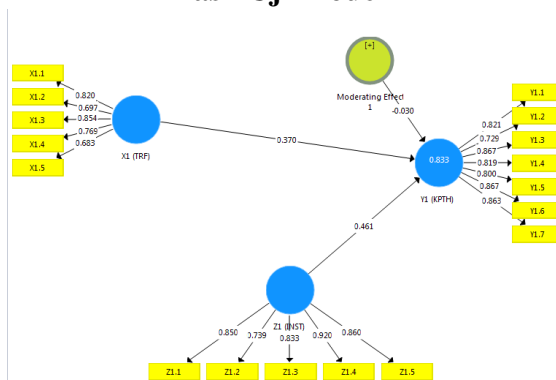 [+]
Moderating Effect
1
X1.1
X1.2
X1.3
X1.4
X1.5
0.820
0.697
0.854
0.769
0.683
X1 (TRF)
0.370
-0.030
0.833
Y1 (KPTH)
0.821
0.729
0.867
0.819
0.800
0.867
0.863
Y1.1
Y1.2
Y1.3
Y1.4
Y1.5
Y1.6
Y1.7
0.461
Z1 (INST)
0.850
0.739
0.833
0.920
0.860
Z1.1
Z1.2
Z1.3
Z1.4
Z1.5